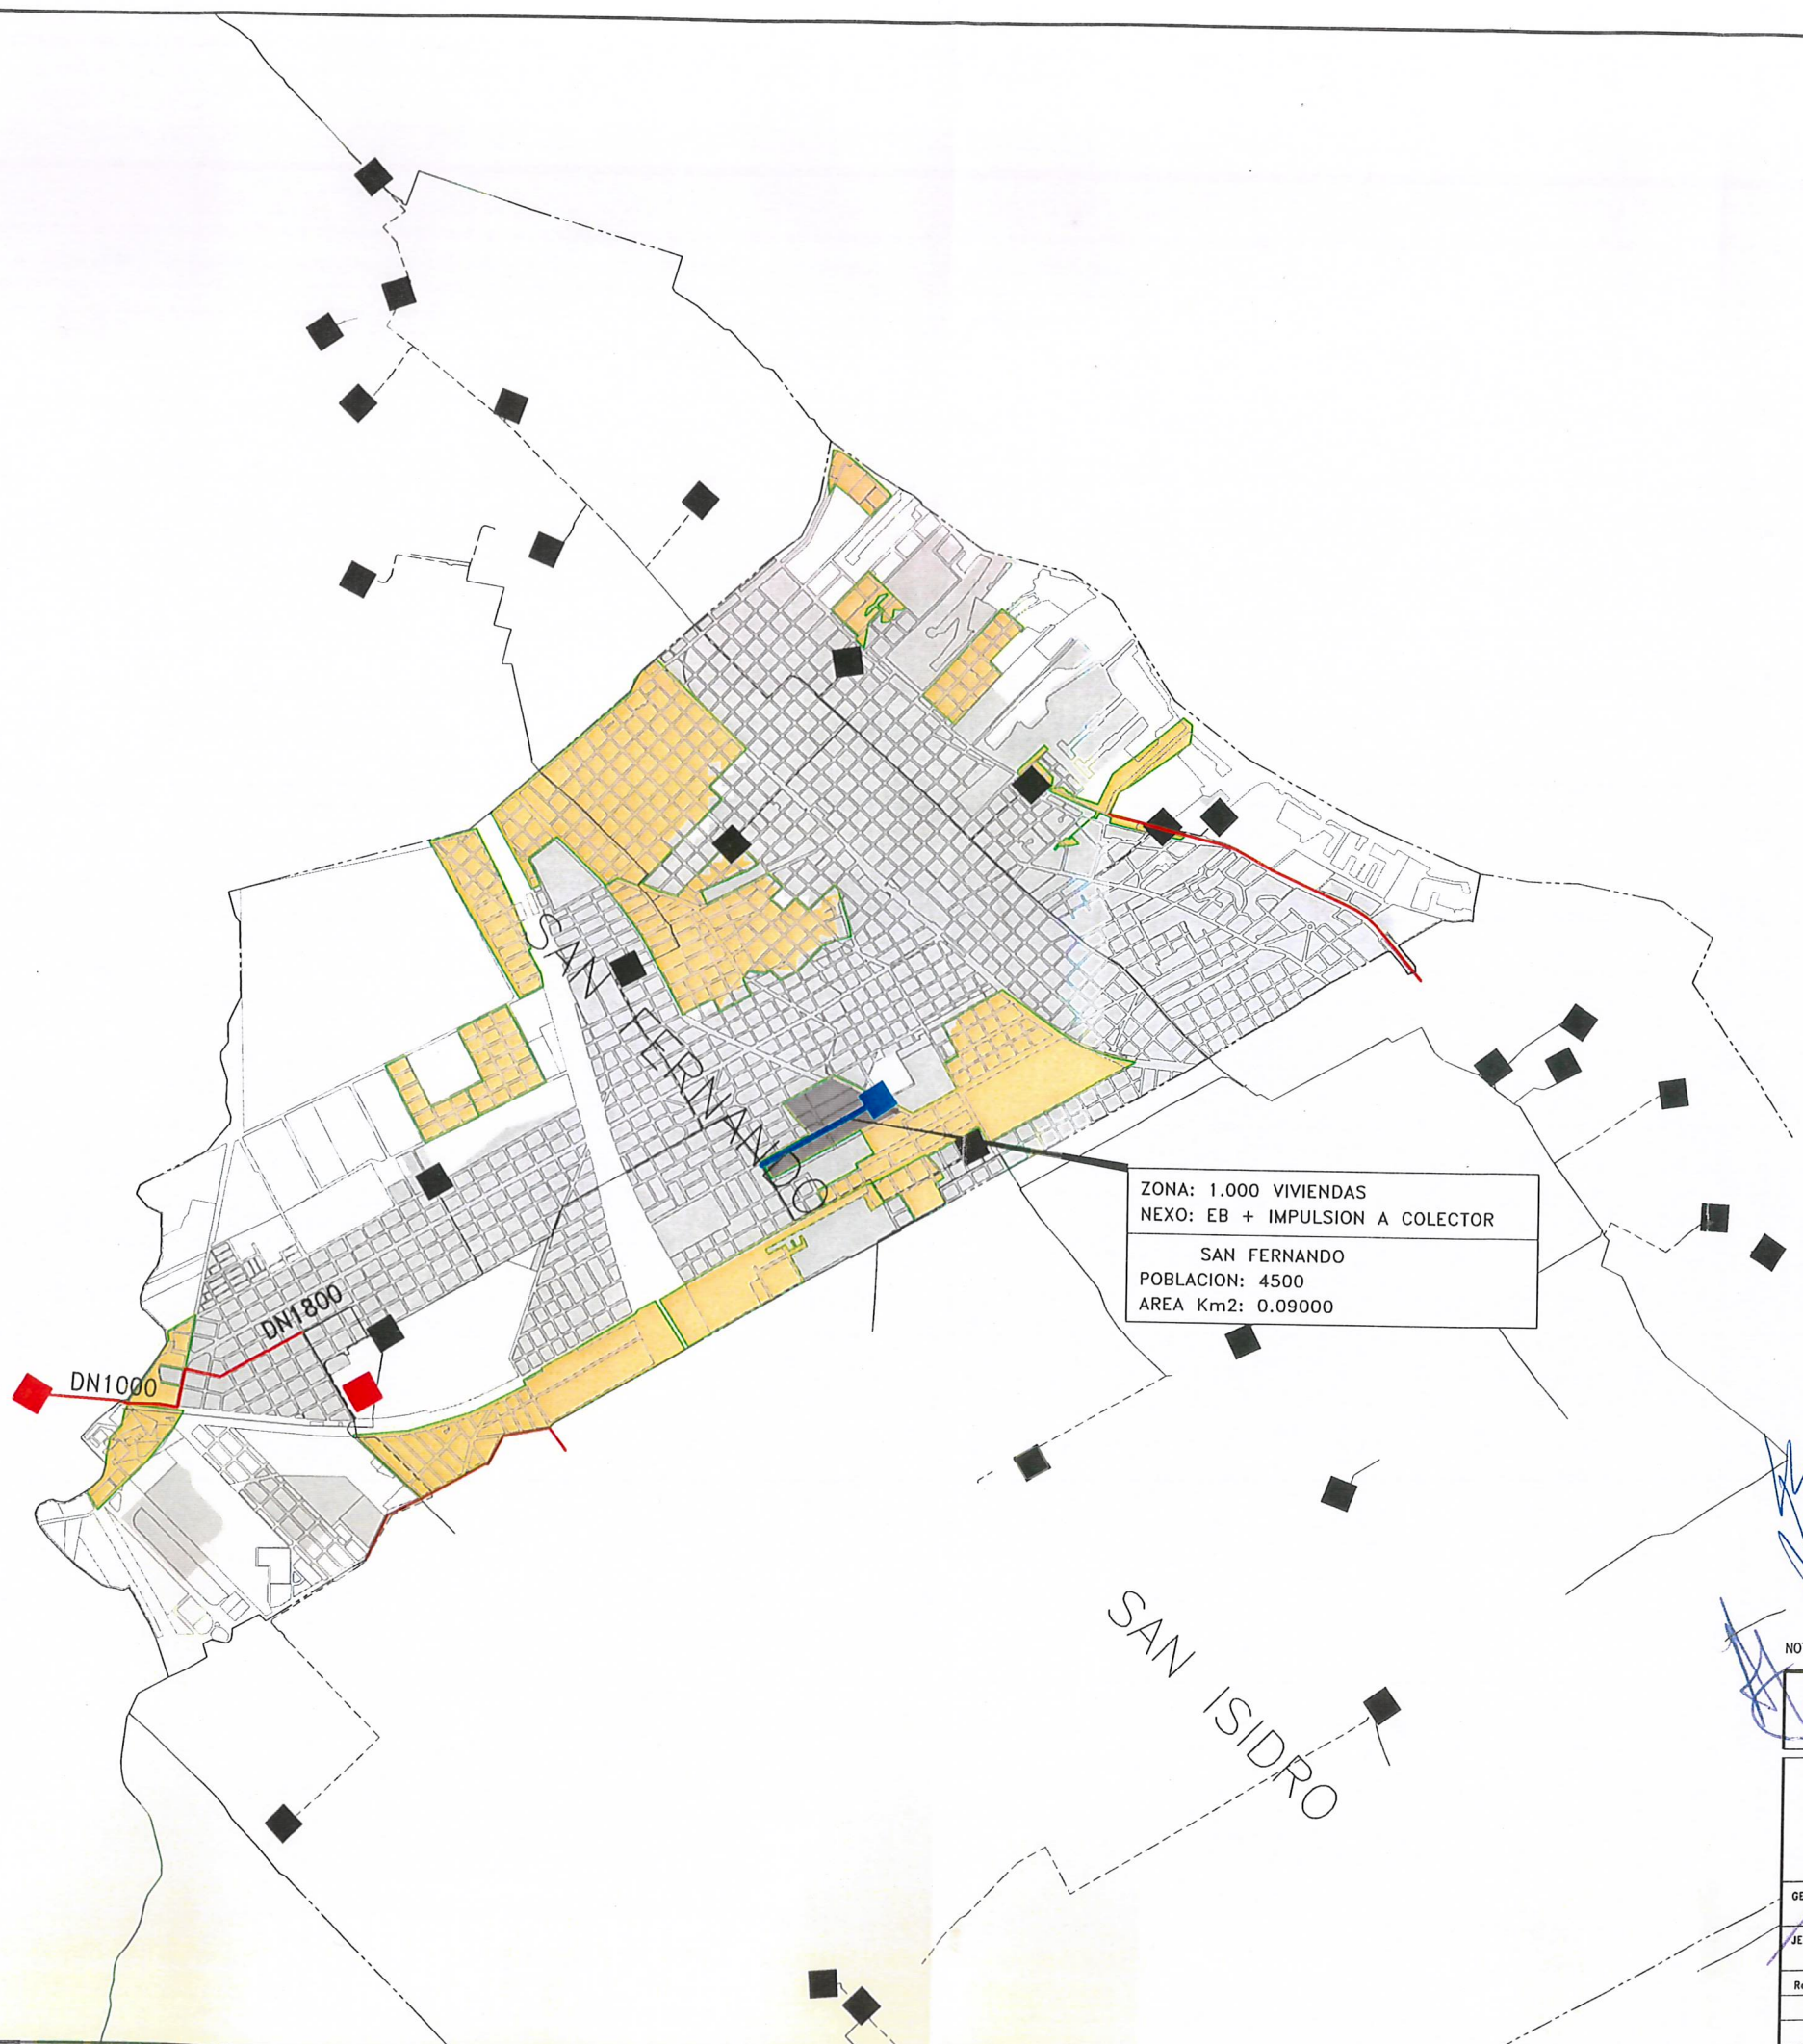 SAN FERNANDO
ZONA: 1.000 VIVIENDAS
NEXO: EB + IMPULSION A COLECTOR
SAN FERNANDO
POBLACION: 4500
AREA Km2: 0.09000
DN1800
DN1000
SAN ISIDRO